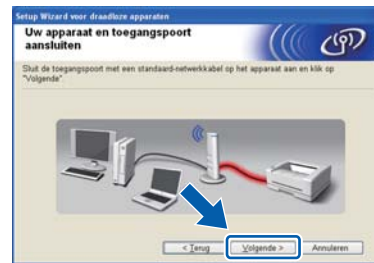 Setup Wizard voor draadloze apparaten
Uw apparaat en toegangspoort
aansluiten
Sluit de toegangspoort met een standaard-netwerkkabel op het apparaat aan en klik op
"Volgende".
< Terug
Volgende >
Annuleren